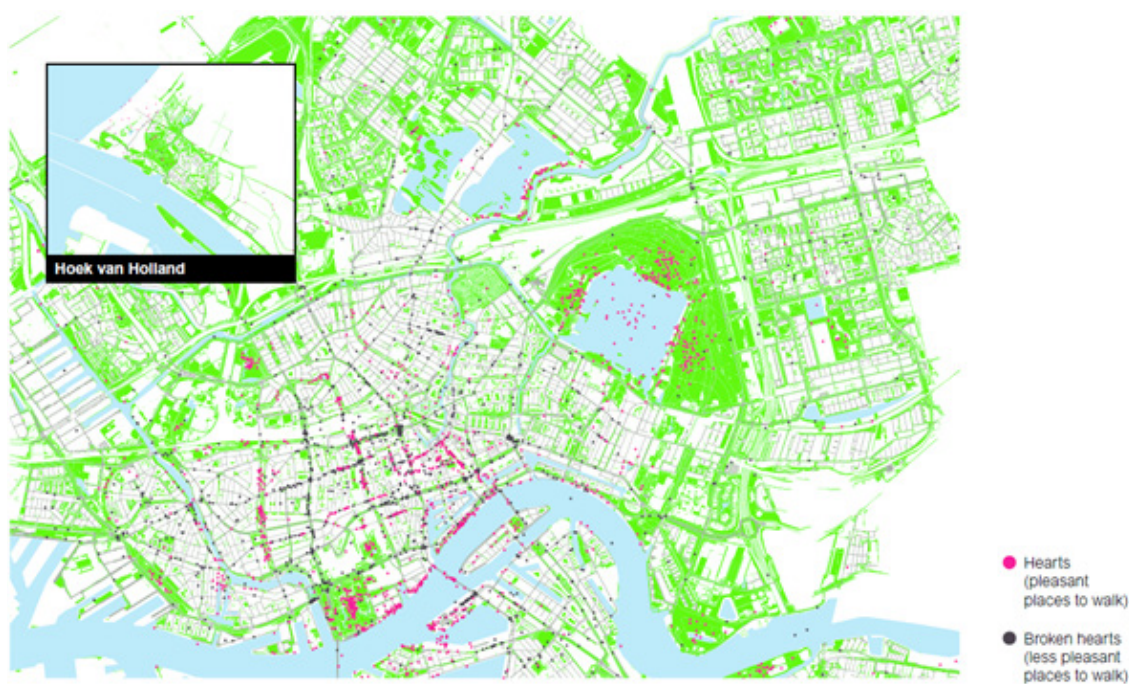 Hoek van Holland
Hearts
(pleasant
places to walk)
Broken hearts
(less pleasant
places to walk)